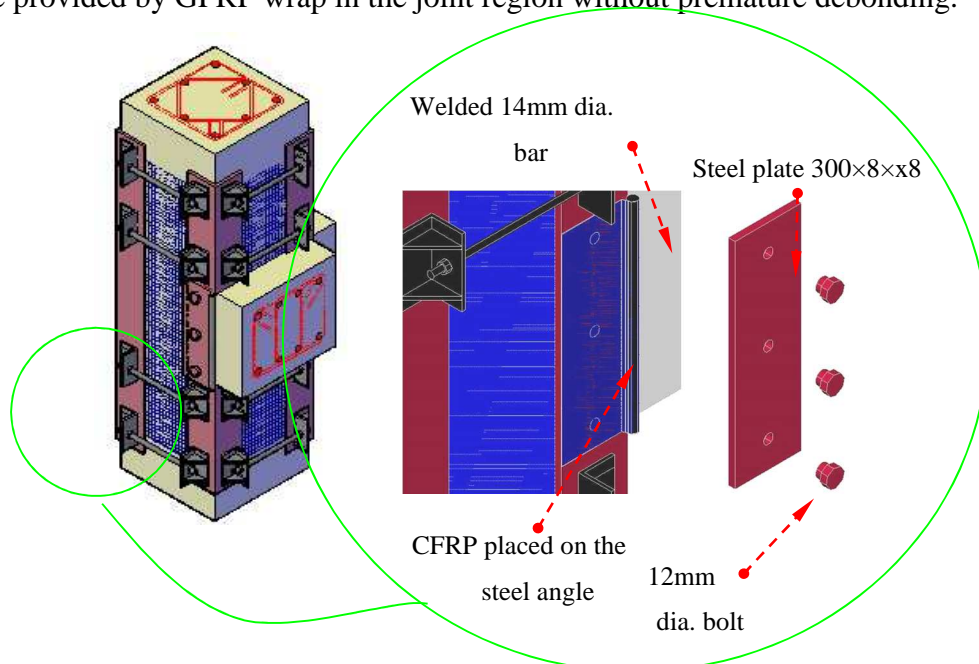 e provided by GFRP wrap in the joint region without premature debonding.
Welded 14mm dia.
bar
Steel plate 300×8×x8
CFRP placed on the
steel angle
12mm
dia. bolt